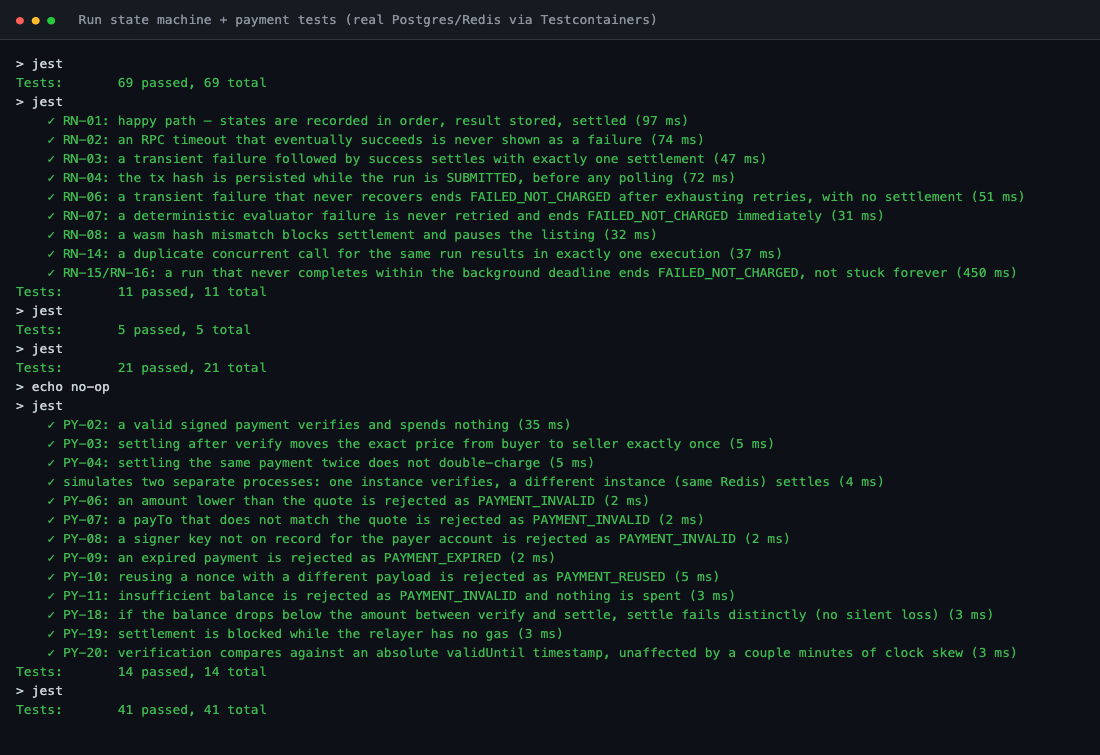 Run state machine + payment tests (real Postgres/Redis via Testcontainers)
> jest
Tests:       69 passed, 69 total
> jest
✓ RN-01: happy path — states are recorded in order, result stored, settled (97 ms)
✓ RN-02: an RPC timeout that eventually succeeds is never shown as a failure (74 ms)
✓ RN-03: a transient failure followed by success settles with exactly one settlement (47 ms)
✓ RN-04: the tx hash is persisted while the run is SUBMITTED, before any polling (72 ms)
✓ RN-06: a transient failure that never recovers ends FAILED_NOT_CHARGED after exhausting retries, with no settlement (51 ms)
✓ RN-07: a deterministic evaluator failure is never retried and ends FAILED_NOT_CHARGED immediately (31 ms)
✓ RN-08: a wasm hash mismatch blocks settlement and pauses the listing (32 ms)
✓ RN-14: a duplicate concurrent call for the same run results in exactly one execution (37 ms)
✓ RN-15/RN-16: a run that never completes within the background deadline ends FAILED_NOT_CHARGED, not stuck forever (450 ms)
Tests:       11 passed, 11 total
> jest
Tests:       5 passed, 5 total
> jest
Tests:       21 passed, 21 total
> echo no-op
> jest
✓ PY-02: a valid signed payment verifies and spends nothing (35 ms)
✓ PY-03: settling after verify moves the exact price from buyer to seller exactly once (5 ms)
✓ PY-04: settling the same payment twice does not double-charge (5 ms)
✓ simulates two separate processes: one instance verifies, a different instance (same Redis) settles (4 ms)
✓ PY-06: an amount lower than the quote is rejected as PAYMENT_INVALID (2 ms)
✓ PY-07: a payTo that does not match the quote is rejected as PAYMENT_INVALID (2 ms)
✓ PY-08: a signer key not on record for the payer account is rejected as PAYMENT_INVALID (2 ms)
✓ PY-09: an expired payment is rejected as PAYMENT_EXPIRED (2 ms)
✓ PY-10: reusing a nonce with a different payload is rejected as PAYMENT_REUSED (5 ms)
✓ PY-11: insufficient balance is rejected as PAYMENT_INVALID and nothing is spent (3 ms)
✓ PY-18: if the balance drops below the amount between verify and settle, settle fails distinctly (no silent loss) (3 ms)
✓ PY-19: settlement is blocked while the relayer has no gas (3 ms)
✓ PY-20: verification compares against an absolute validUntil timestamp, unaffected by a couple minutes of clock skew (3 ms)
Tests:       14 passed, 14 total
> jest
Tests:       41 passed, 41 total